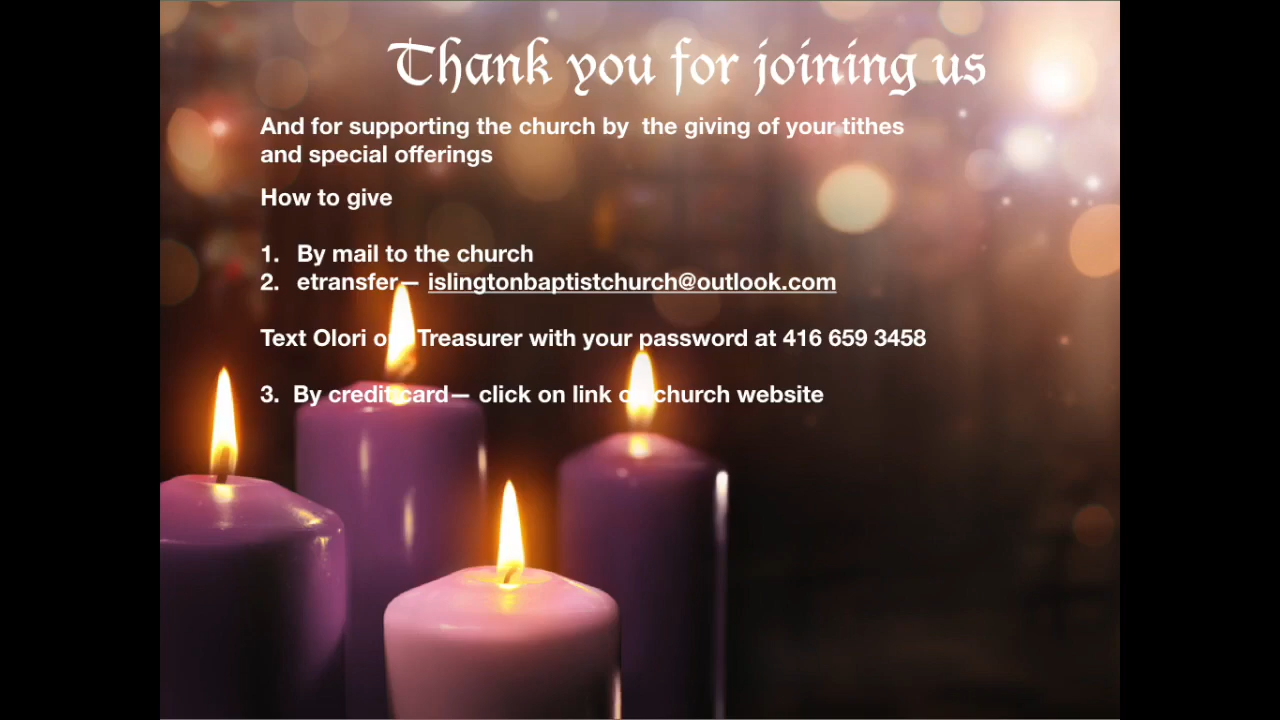 Thank you for joining us
And for supporting the church by the giving of your tithes
and special offerings
How to give
1. By mail to the church
2. etransfer— islingtonbaptistchurch@outlook.com
Text Olori our Treasurer with your password at 416 659 3458
3. By credit card— click on link on church website